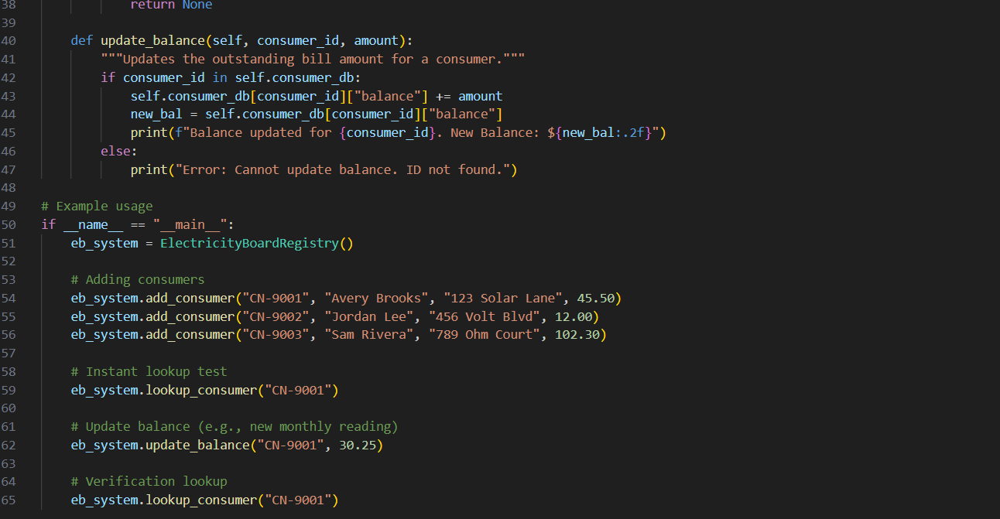 38 return None
39
40 def update_balance(self, consumer_id, amount):
41 """Updates the outstanding bill amount for a consumer."""
42 if consumer_id in self.consumer_db:
43 self.consumer_db[consumer_id]["balance"] += amount
44 new_bal = self.consumer_db[consumer_id]["balance"]
45 print(f"Balance updated for {consumer_id}. New Balance: ${new_bal:.2f}")
46 else:
47 print("Error: Cannot update balance. ID not found.")
48
49 # Example usage
50 if __name__ == "__main__":
51 eb_system = ElectricityBoardRegistry()
52
53 # Adding consumers
54 eb_system.add_consumer("CN-9001", "Avery Brooks", "123 Solar Lane", 45.50)
55 eb_system.add_consumer("CN-9002", "Jordan Lee", "456 Volt Blvd", 12.00)
56 eb_system.add_consumer("CN-9003", "Sam Rivera", "789 Ohm Court", 102.30)
57
58 # Instant lookup test
59 eb_system.lookup_consumer("CN-9001")
60
61 # Update balance (e.g., new monthly reading)
62 eb_system.update_balance("CN-9001", 30.25)
63
64 # Verification lookup
65 eb_system.lookup_consumer("CN-9001")